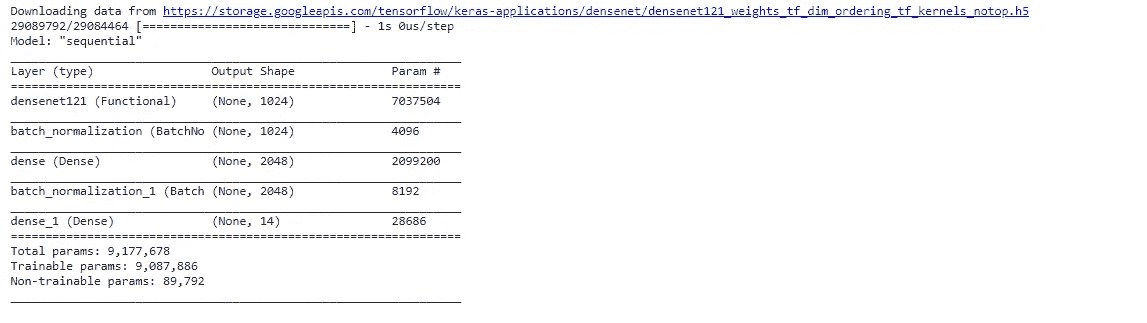 Downloading data from https://storage.googleapis.com/tensorflow/keras-applications/densenet/densenet121_weights_tf_dim_ordering_tf_kernels_notop.h5
29089792/29084464 [==============================] - 1s 0us/step
Model: "sequential"
_________________________________________________________________
Layer (type)                 Output Shape              Param #
=================================================================
densenet121 (Functional)     (None, 1024)              7037504
_________________________________________________________________
batch_normalization (BatchNo (None, 1024)              4096
_________________________________________________________________
dense (Dense)                (None, 2048)              2099200
_________________________________________________________________
batch_normalization_1 (Batch (None, 2048)              8192
_________________________________________________________________
dense_1 (Dense)              (None, 14)                28686
=================================================================
Total params: 9,177,678
Trainable params: 9,087,886
Non-trainable params: 89,792
_________________________________________________________________